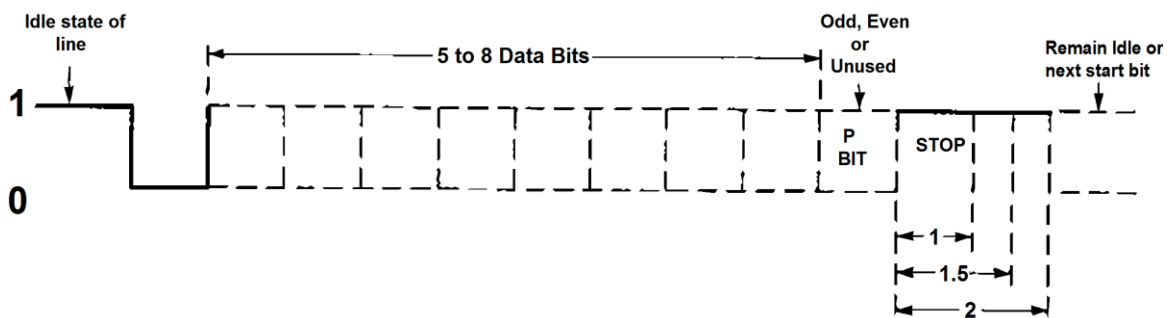 Idle state of
line
5 to 8 Data Bits
Odd, Even
or
Unused
Remain Idle or
next start bit
1
0
P
BIT
STOP
1
1.5
2